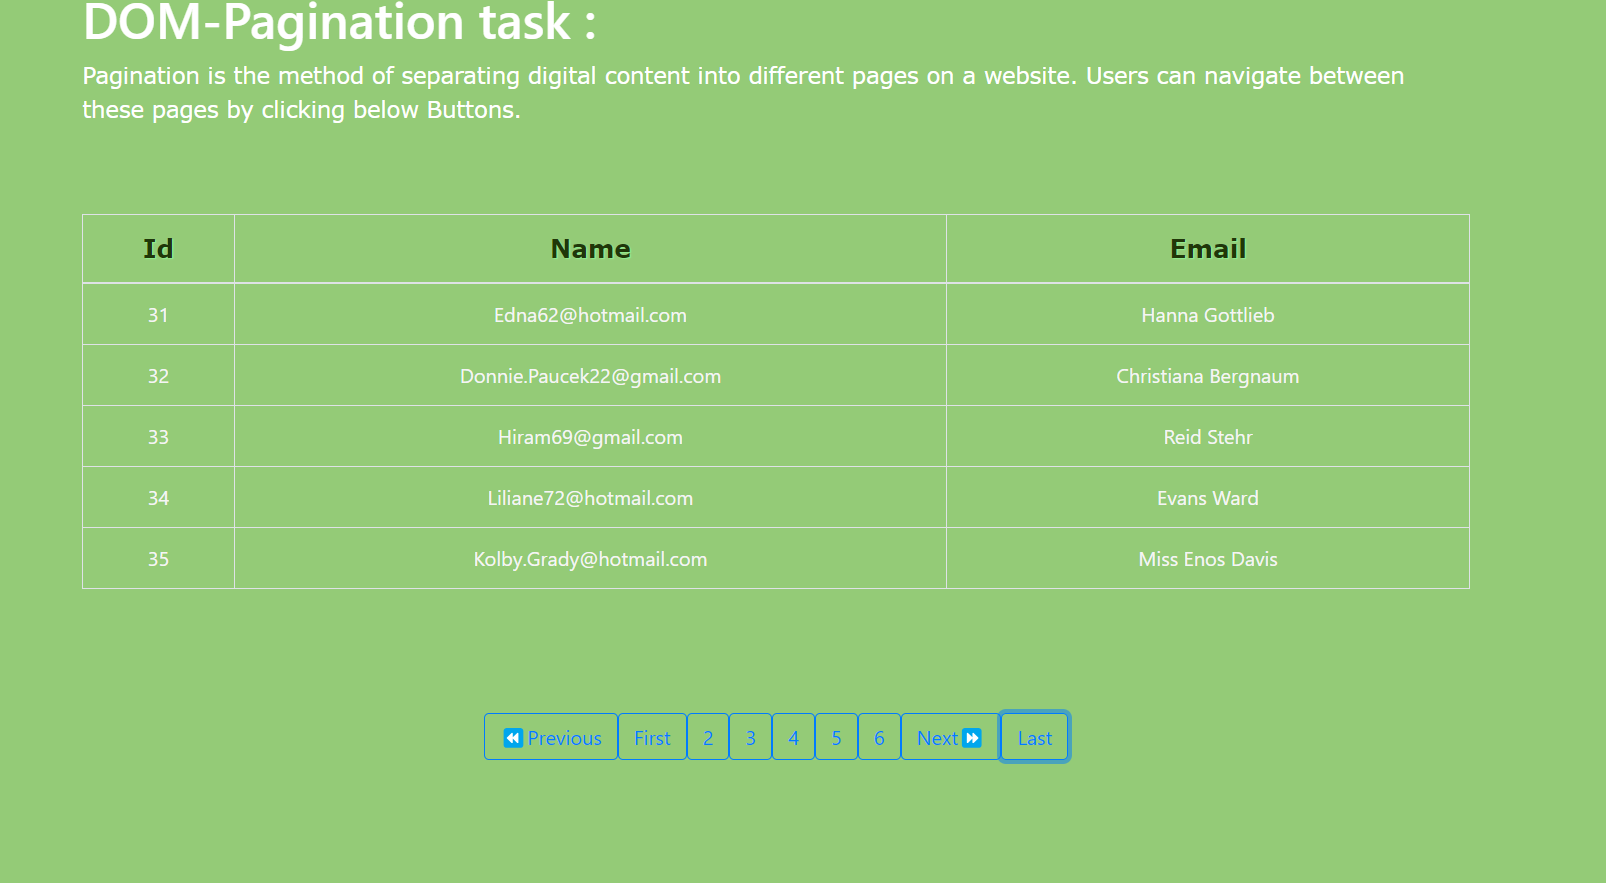 DOM-Pagination task :
Pagination is the method of separating digital content into different pages on a website. Users can navigate between
these pages by clicking below Buttons.
Id Name Email
31 Edna62@hotmail.com Hanna Gottlieb
32 Donnie.Paucek22@gmail.com Christiana Bergnaum
33 Hiram69@gmail.com Reid Stehr
34 Liliane72@hotmail.com Evans Ward
35 Kolby.Grady@hotmail.com Miss Enos Davis
⏪Previous First 2 3 4 5 6 Next⏩ Last